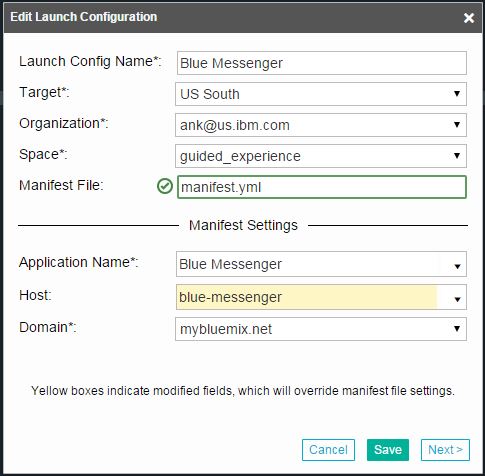 Edit Launch Configuration
Launch Config Name*: Blue Messenger
Target*: US South
Organization*: ank@us.ibm.com
Space*: guided_experience
Manifest File: manifest.yml
Manifest Settings
Application Name*: Blue Messenger
Host: blue-messenger
Domain*: mybluemix.net
Yellow boxes indicate modified fields, which will override manifest file settings.
Cancel Save Next >